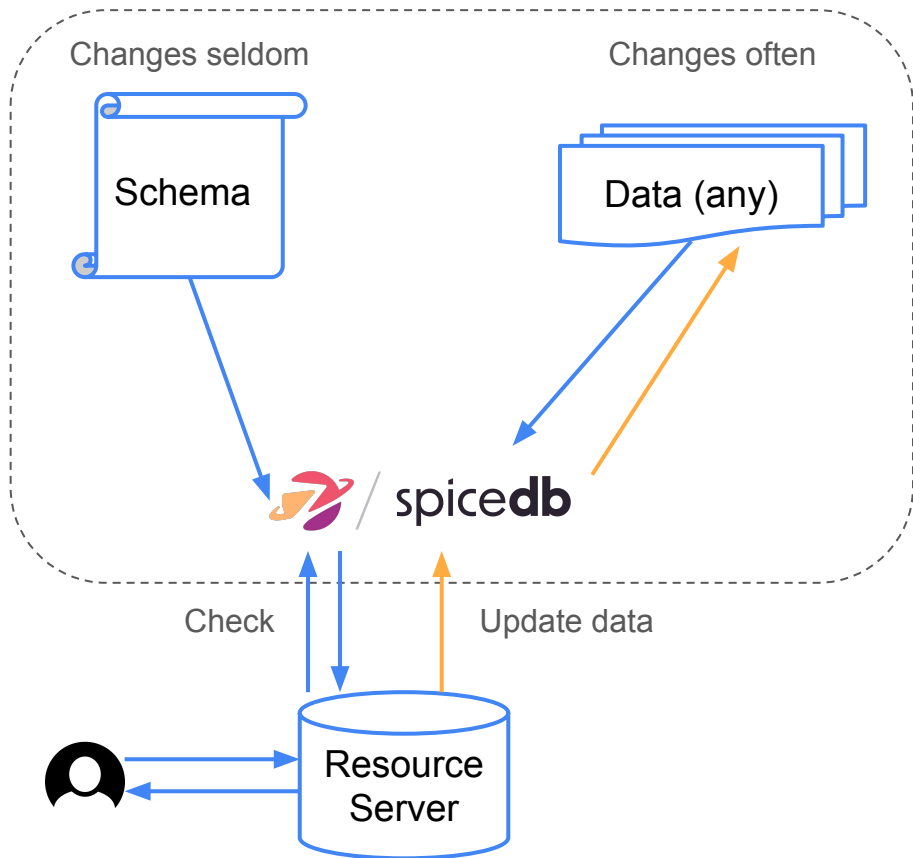 Changes seldom
Changes often
Schema
Data (any)
spicedb
Check
Update data
Resource
Server